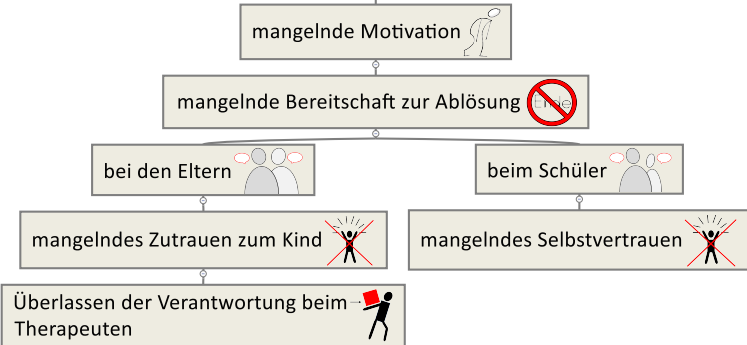 mangelnde Motivation
mangelnde Bereitschaft zur Ablösung
Ende
bei den Eltern
beim Schüler
mangelndes Zutrauen zum Kind
mangelndes Selbstvertrauen
Überlassen der Verantwortung beim
Therapeuten